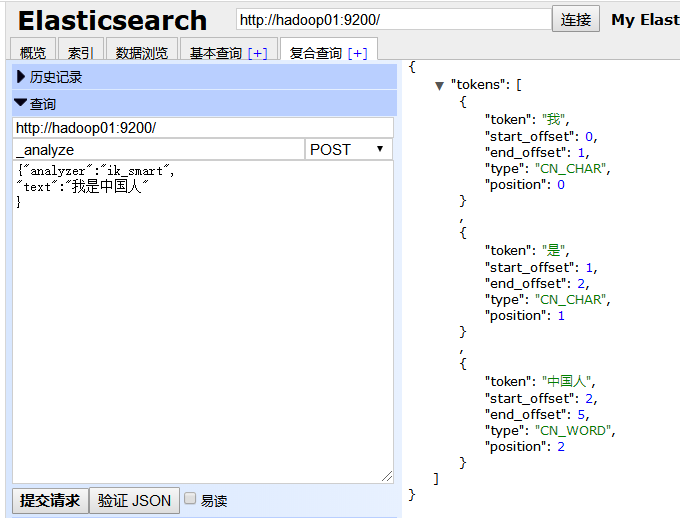 Elasticsearch
http://hadoop01:9200/
连接
My Elast
概览
索引
数据浏览
基本查询 [+]
复合查询 [+]
历史记录
查询
http://hadoop01:9200/
_analyze
POST
{"analyzer":"ik_smart",
"text":"我是中国人"
}
提交请求
验证 JSON
易读
{
"tokens": [
{
"token": "我",
"start_offset": 0,
"end_offset": 1,
"type": "CN_CHAR",
"position": 0
}
,
{
"token": "是",
"start_offset": 1,
"end_offset": 2,
"type": "CN_CHAR",
"position": 1
}
,
{
"token": "中国人",
"start_offset": 2,
"end_offset": 5,
"type": "CN_WORD",
"position": 2
}
]
}